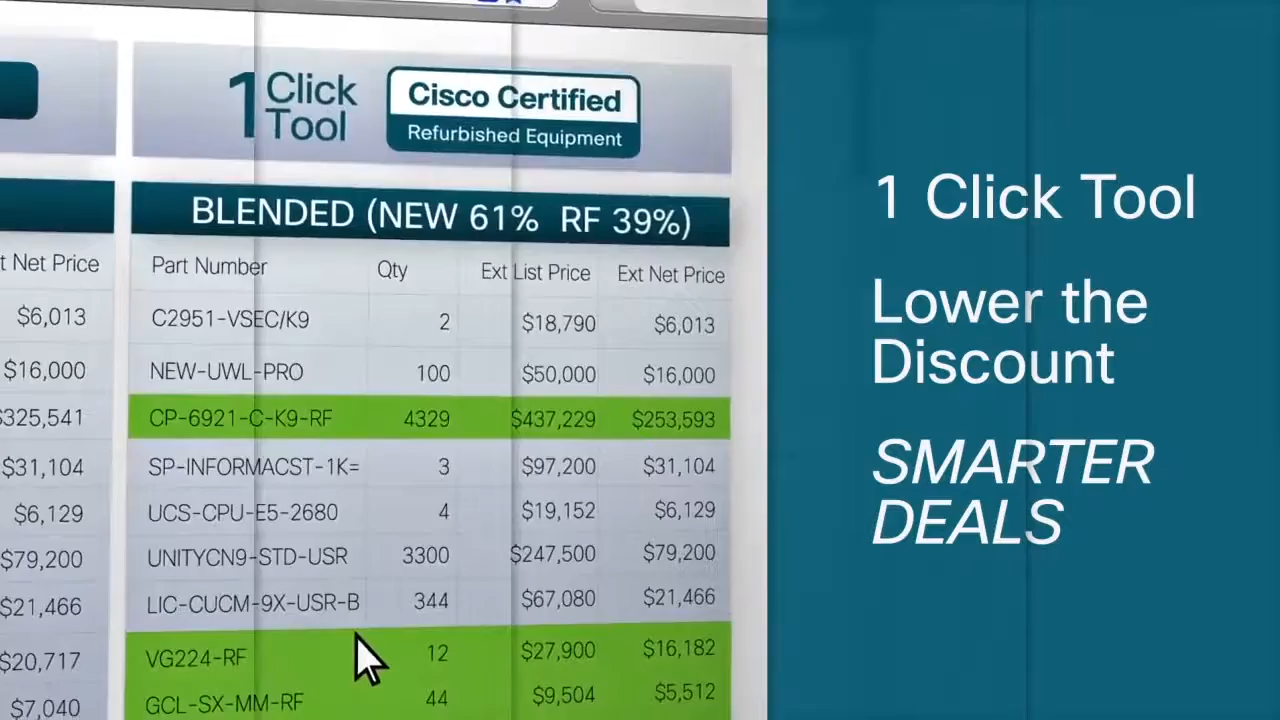 1 Click
Tool
Cisco Certified
Refurbished Equipment
BLENDED (NEW 61% RF 39%)
t Net Price
Part Number Qty Ext List Price Ext Net Price
$6,013 C2951-VSEC/K9 2 $18,790 $6,013
$16,000 NEW-UWL-PRO 100 $50,000 $16,000
$325,541 CP-6921-C-K9-RF 4329 $437,229 $253,593
$31,104 SP-INFORMACST-1K= 3 $97,200 $31,104
$6,129 UCS-CPU-E5-2680 4 $19,152 $6,129
$79,200 UNITYCN9-STD-USR 3300 $247,500 $79,200
$21,466 LIC-CUCM-9X-USR-B 344 $67,080 $21,466
$20,717 VG224-RF 12 $27,900 $16,182
$7,040 GCL-SX-MM-RF 44 $9,504 $5,512
1 Click Tool
Lower the
Discount
SMARTER
DEALS